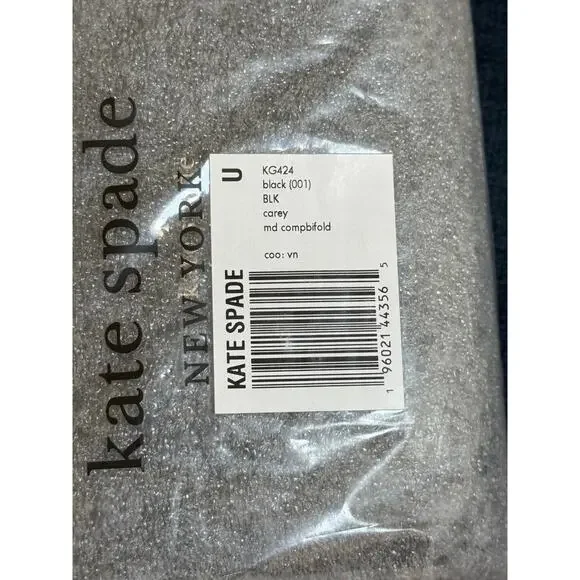 kate spade
NEW YORK
U
KATE SPADE
KG424
black (001)
BLK
carey
md compbifold
coo: vn
1 96021 44356 5